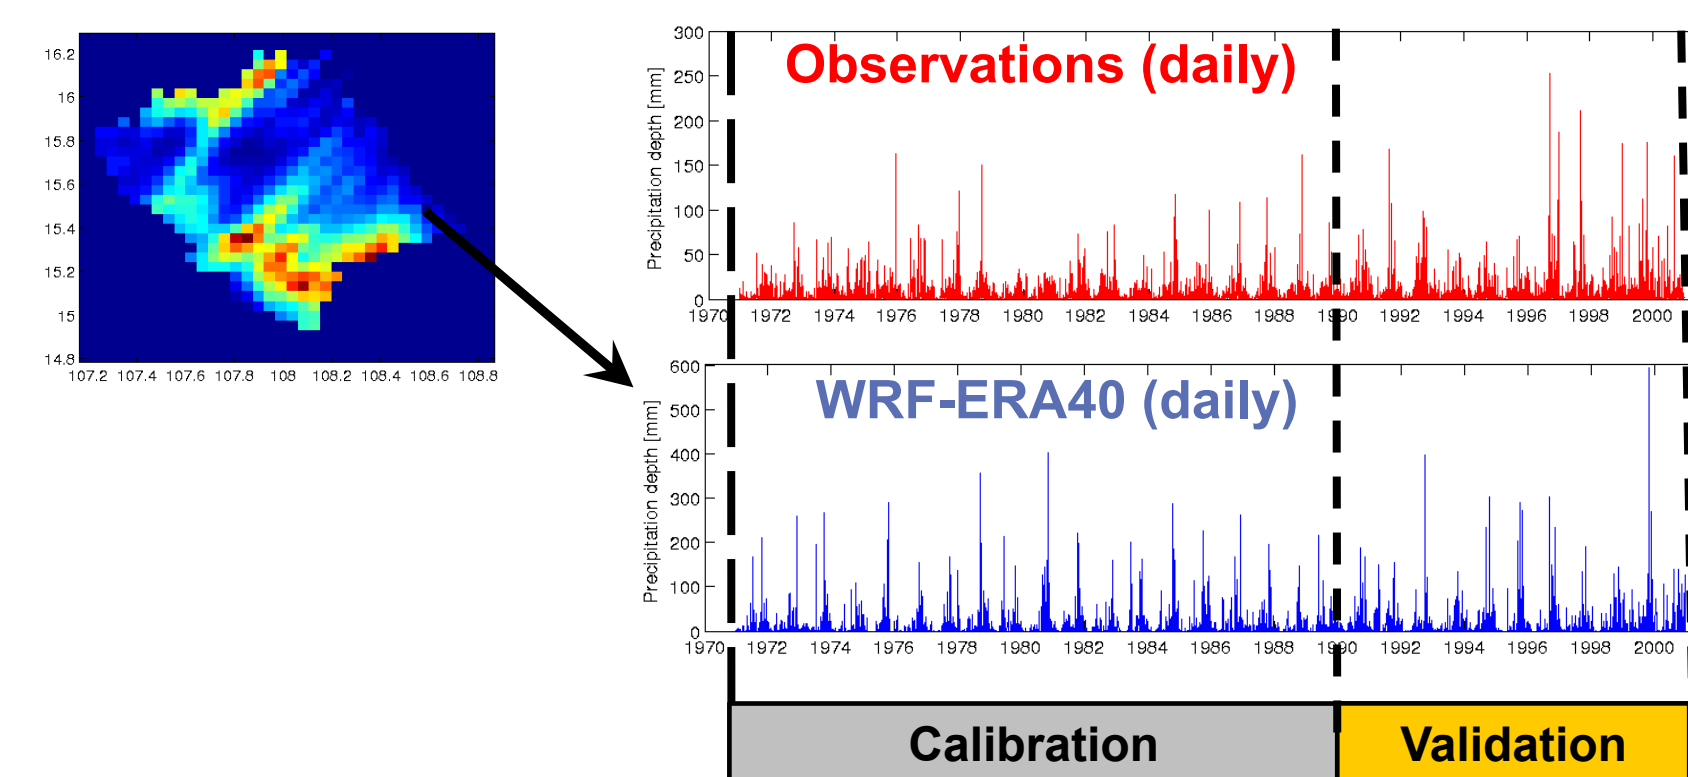 16.2
16
15.8
15.6
15.4
15.2
15
14.8
107.2 107.4 107.6 107.8 108 108.2 108.4 108.6 108.8
Observations (daily)
Precipitation depth [mm]
300
250
200
150
100
50
0
1970 1972 1974 1976 1978 1980 1982 1984 1986 1988 1990 1992 1994 1996 1998 2000
WRF-ERA40 (daily)
Precipitation depth [mm]
600
500
400
300
200
100
0
1970 1972 1974 1976 1978 1980 1982 1984 1986 1988 1990 1992 1994 1996 1998 2000
Calibration
Validation